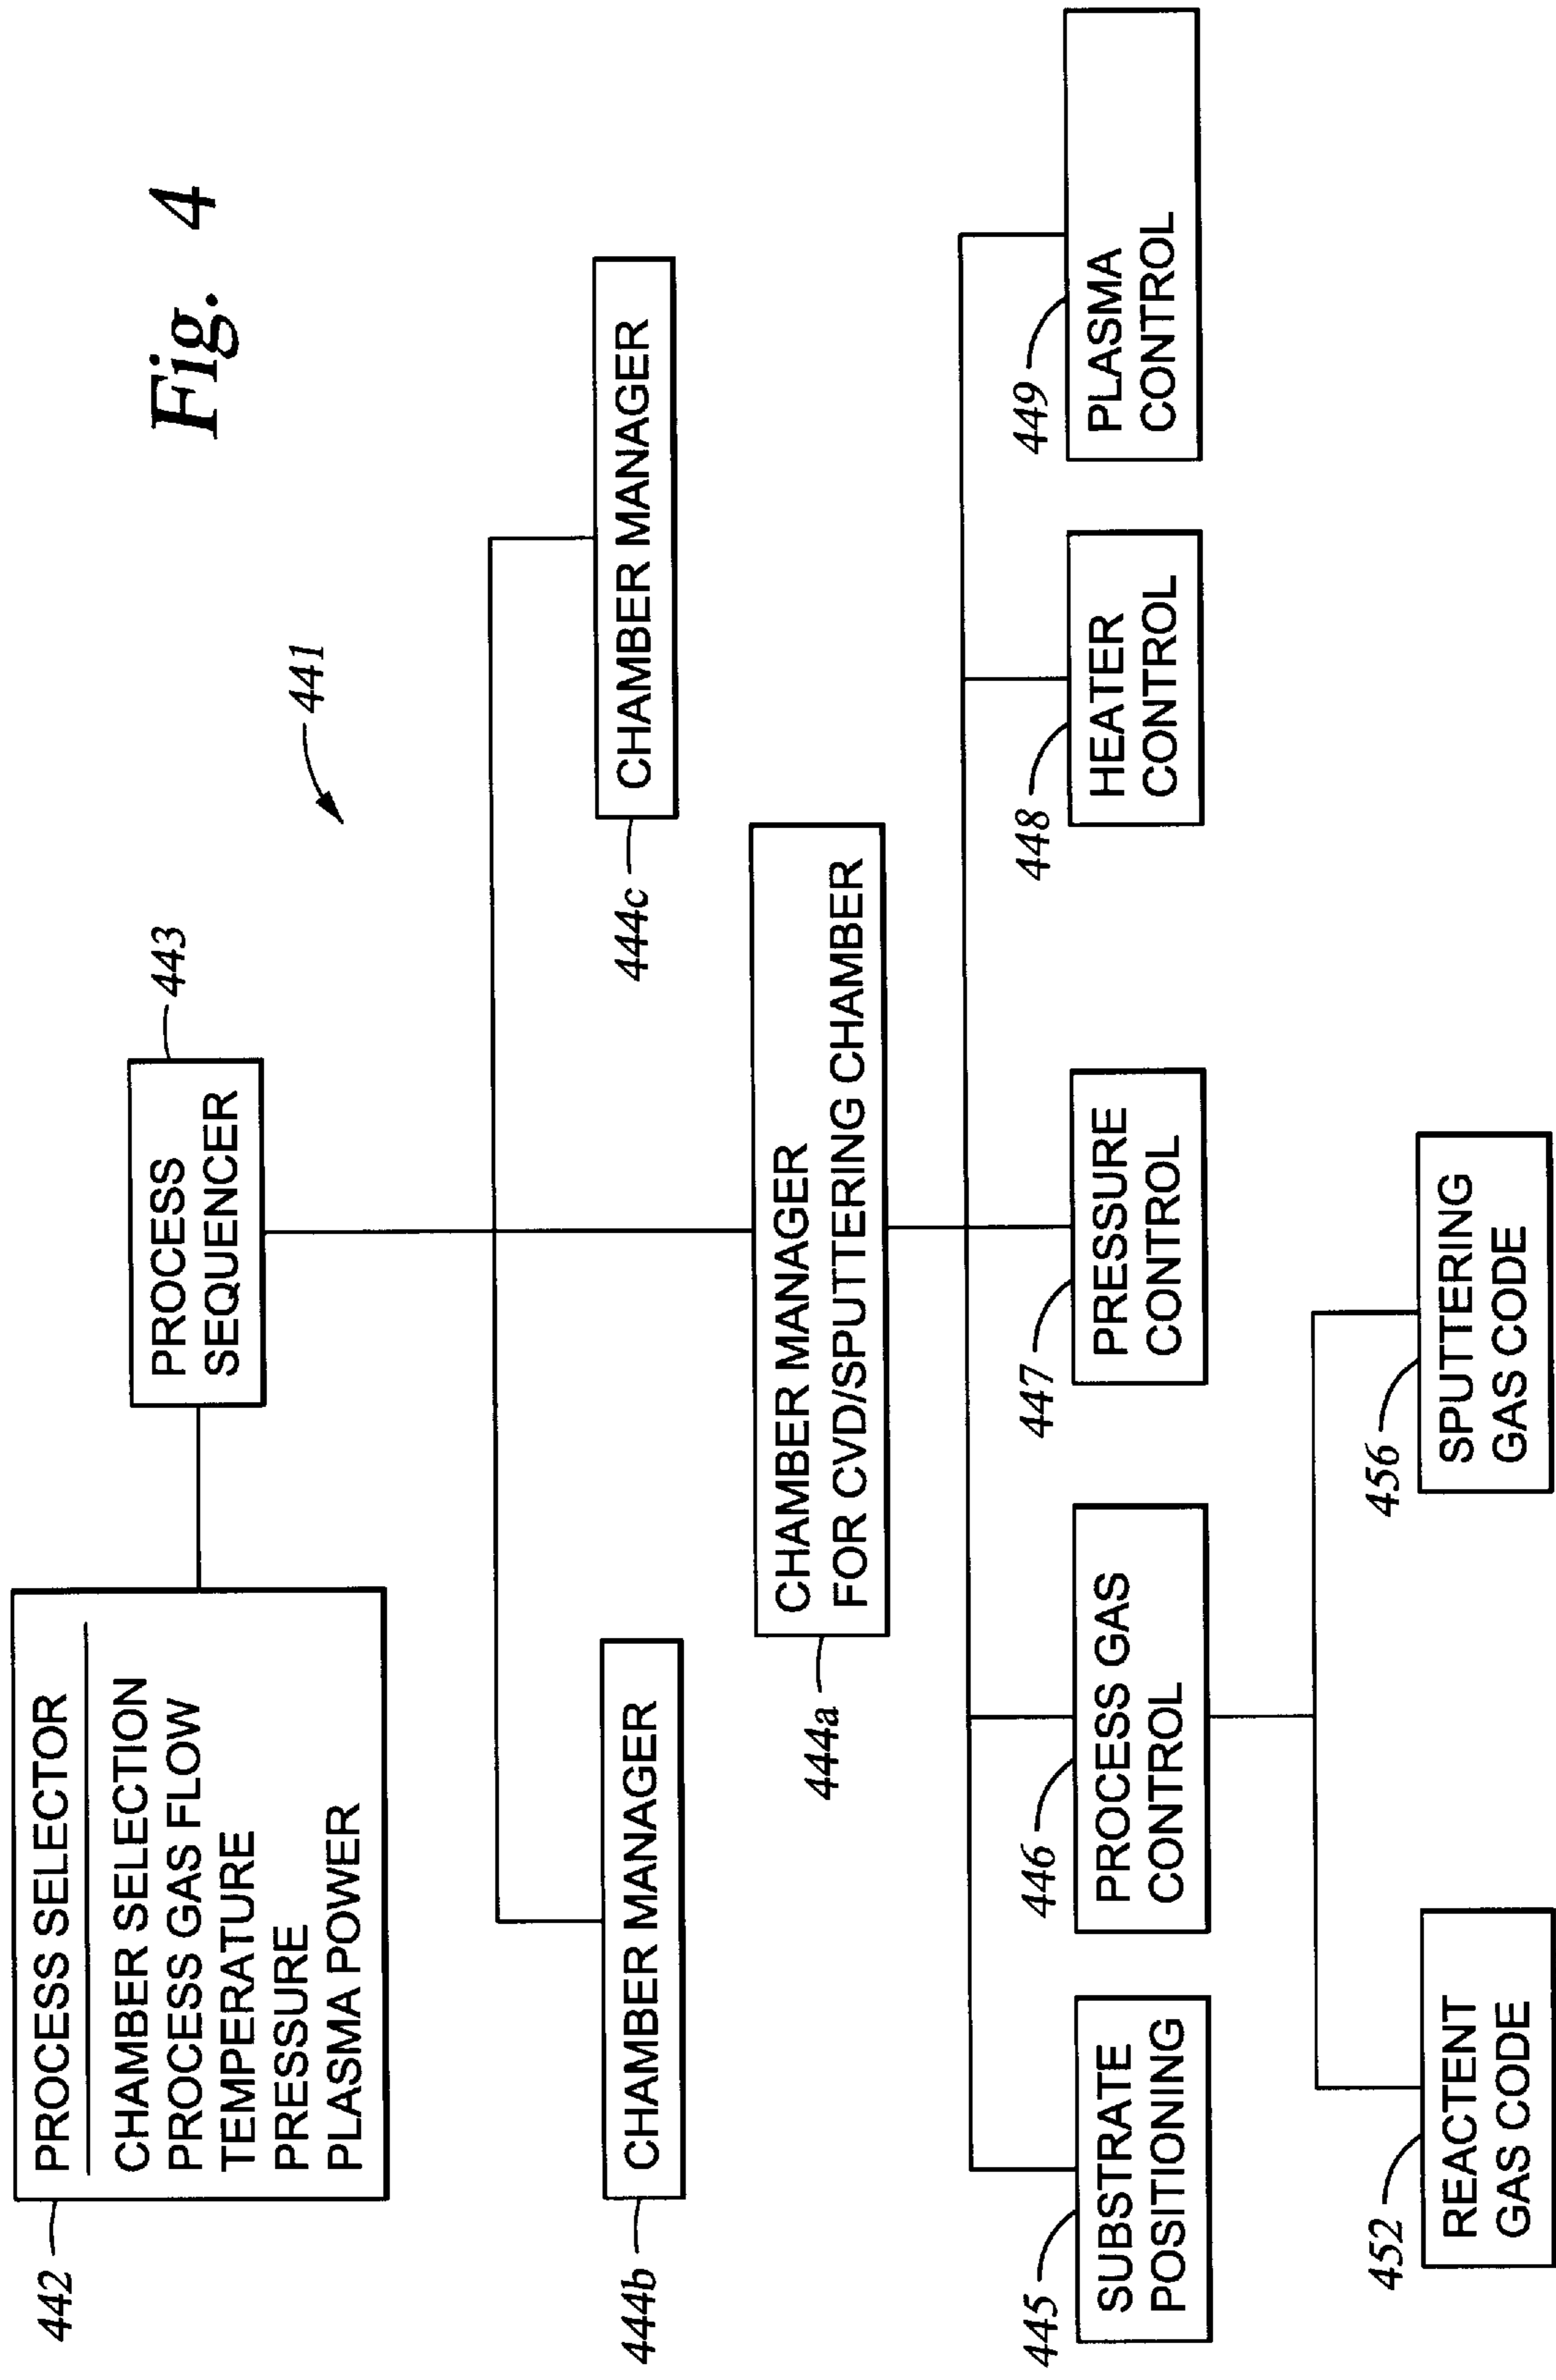 Fig. 4
441
442
PROCESS SELECTOR
CHAMBER SELECTION
PROCESS GAS FLOW
TEMPERATURE
PRESSURE
PLASMA POWER
443
PROCESS
SEQUENCER
444b
CHAMBER MANAGER
444c
CHAMBER MANAGER
444a
CHAMBER MANAGER
FOR CVD/SPUTTERING CHAMBER
445
SUBSTRATE
POSITIONING
446
PROCESS GAS
CONTROL
447
PRESSURE
CONTROL
448
HEATER
CONTROL
449
PLASMA
CONTROL
452
REACTENT
GAS CODE
456
SPUTTERING
GAS CODE